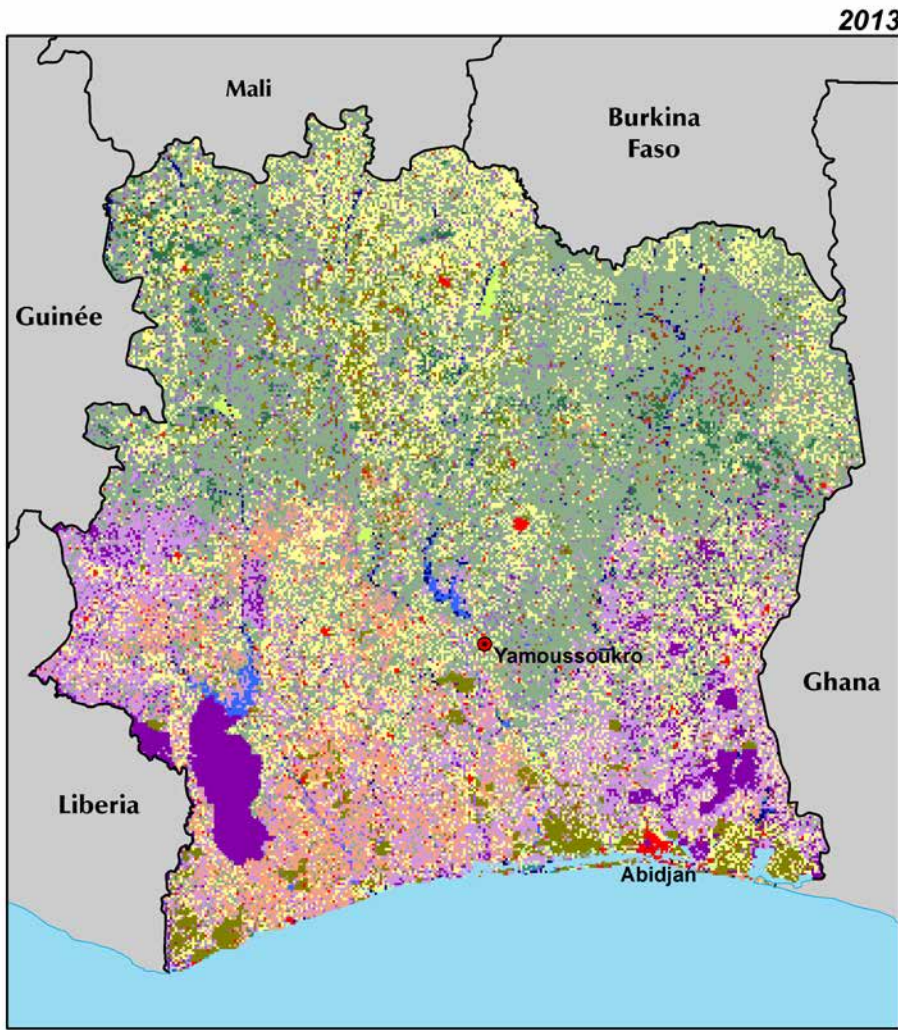 2013
Mali
Burkina
Faso
Guinée
Yamoussoukro
Ghana
Liberia
Abidjan